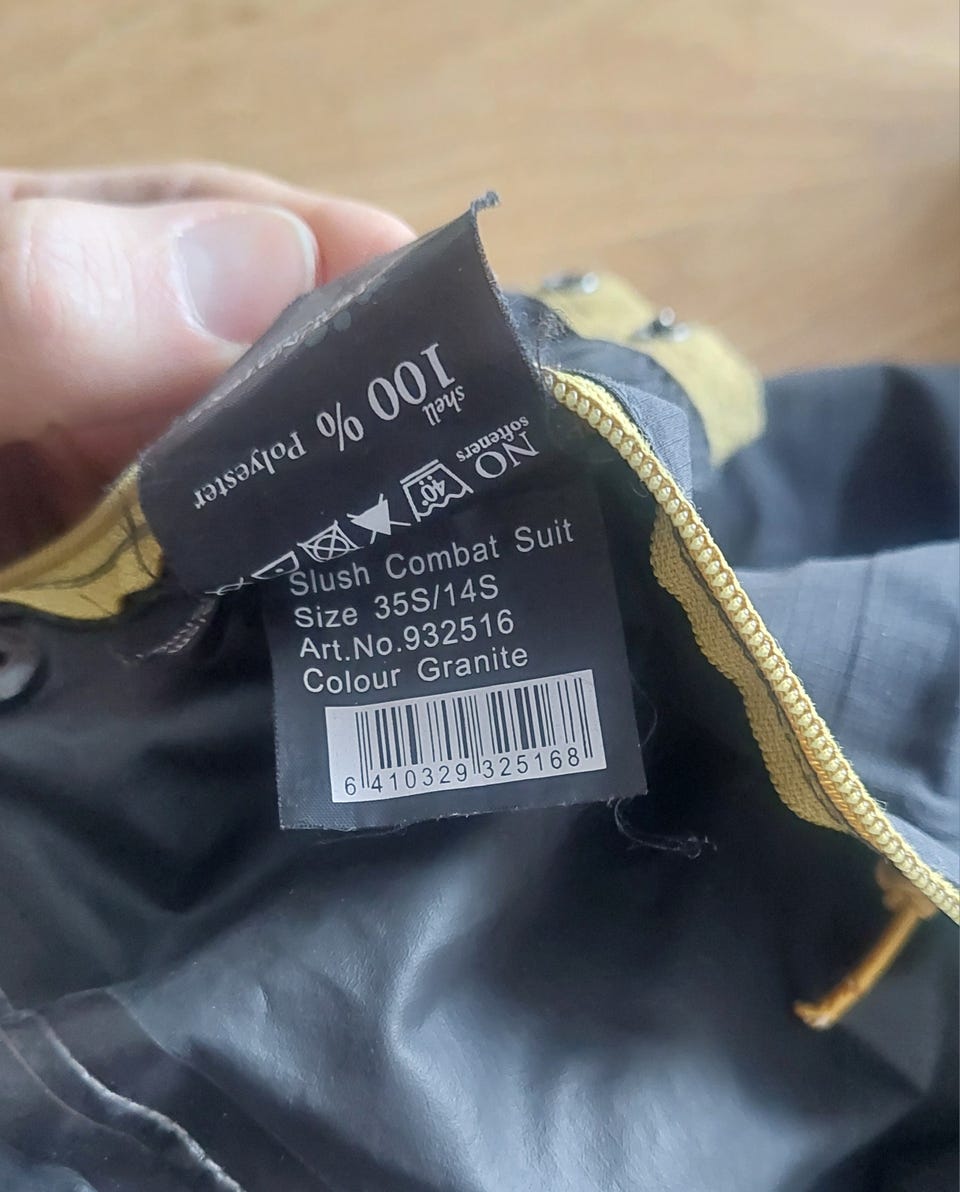 NO
softeners
40°
shell
100 %
Polyester
Slush Combat Suit
Size 35S/14S
Art.No.932516
Colour Granite
6 410329 325168